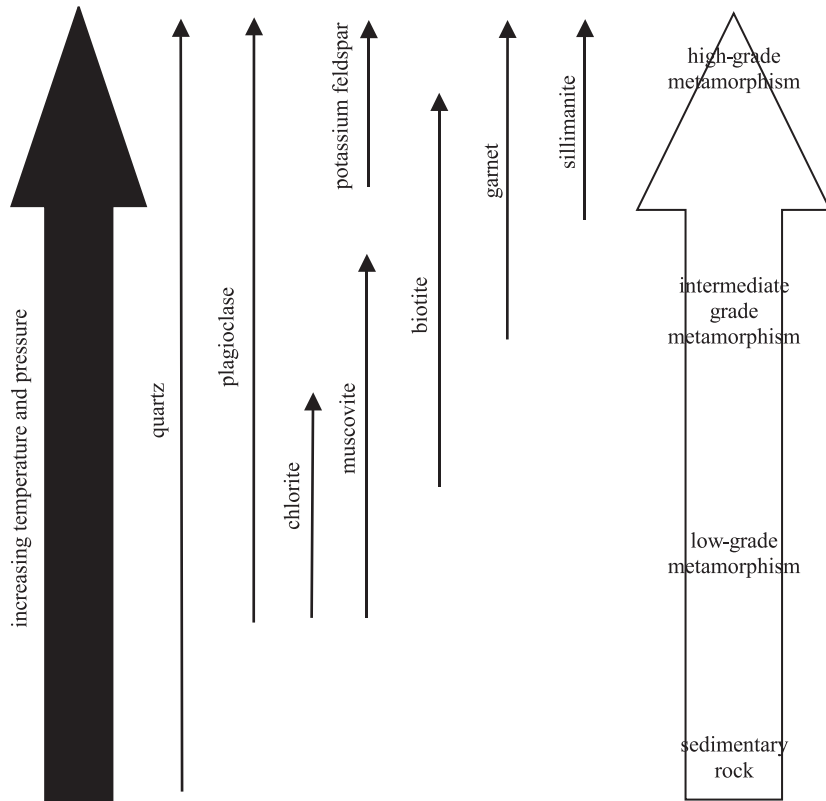 increasing temperature and pressure
quartz
plagioclase
chlorite
muscovite
potassium feldspar
biotite
garnet
sillimanite
high-grade
metamorphism
intermediate
grade
metamorphism
low-grade
metamorphism
sedimentary
rock